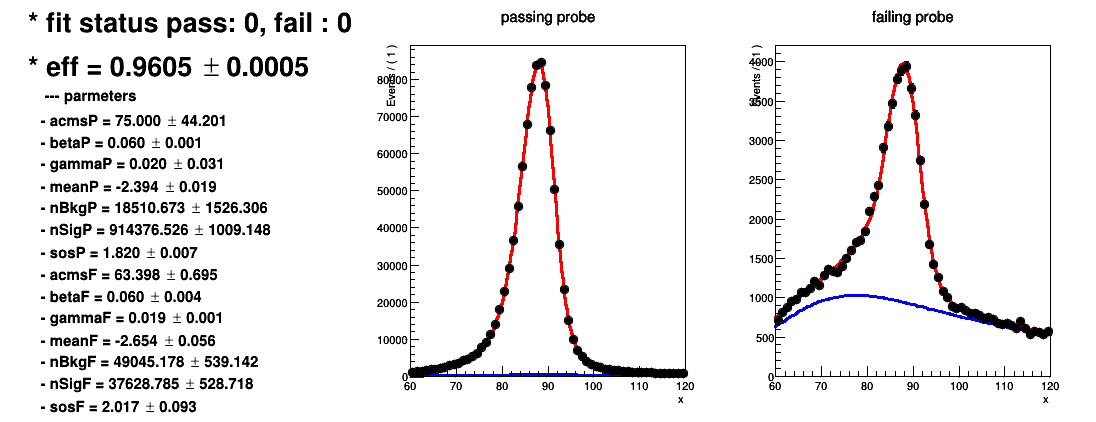 * fit status pass: 0, fail : 0
* eff = 0.9605 ± 0.0005
--- parmeters
- acmsP = 75.000 ± 44.201
- betaP = 0.060 ± 0.001
- gammaP = 0.020 ± 0.031
- meanP = -2.394 ± 0.019
- nBkgP = 18510.673 ± 1526.306
- nSigP = 914376.526 ± 1009.148
- sosP = 1.820 ± 0.007
- acmsF = 63.398 ± 0.695
- betaF = 0.060 ± 0.004
- gammaF = 0.019 ± 0.001
- meanF = -2.654 ± 0.056
- nBkgF = 49045.178 ± 539.142
- nSigF = 37628.785 ± 528.718
- sosF = 2.017 ± 0.093
passing probe
Events / ( 1 )
80000
70000
60000
50000
40000
30000
20000
10000
0
60 70 80 90 100 110 120
x
failing probe
Events / ( 1 )
4000
3500
3000
2500
2000
1500
1000
500
0
60 70 80 90 100 110 120
x